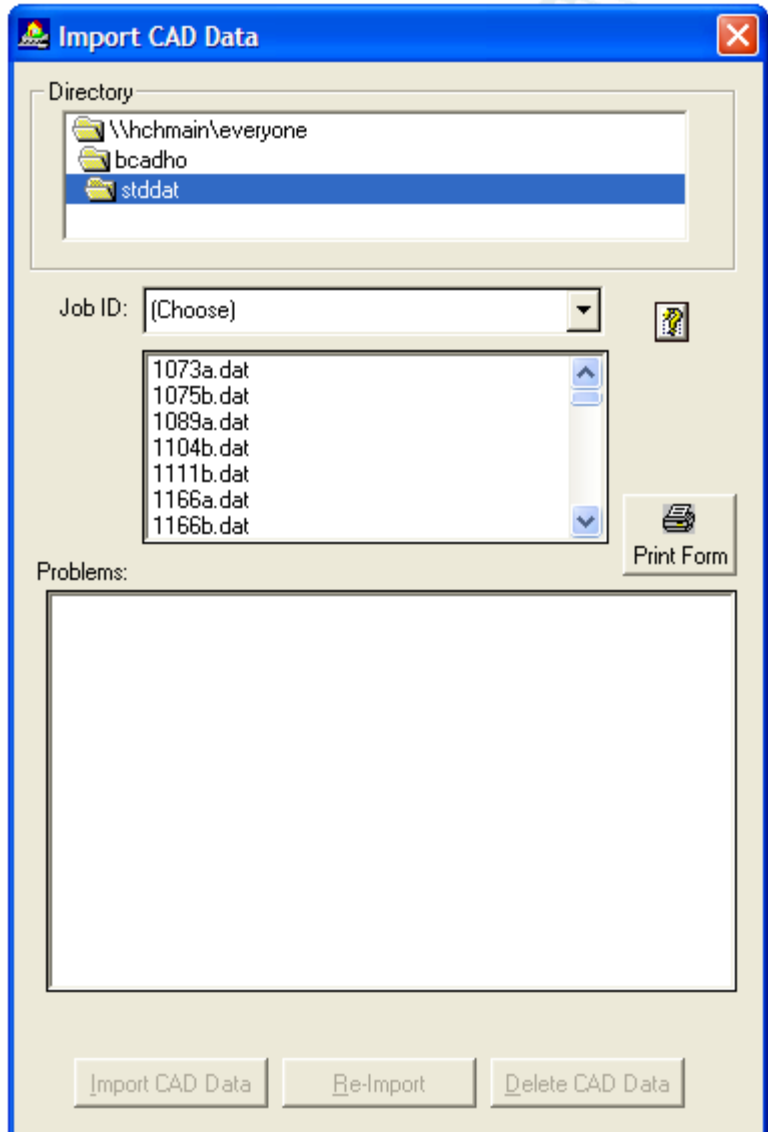 Import CAD Data
Directory
\\hchmain\everyone
bcadho
stddat
Job ID: (Choose)
1073a.dat
1075b.dat
1089a.dat
1104b.dat
1111b.dat
1166a.dat
1166b.dat
Print Form
Problems:
Import CAD Data Re-Import Delete CAD Data